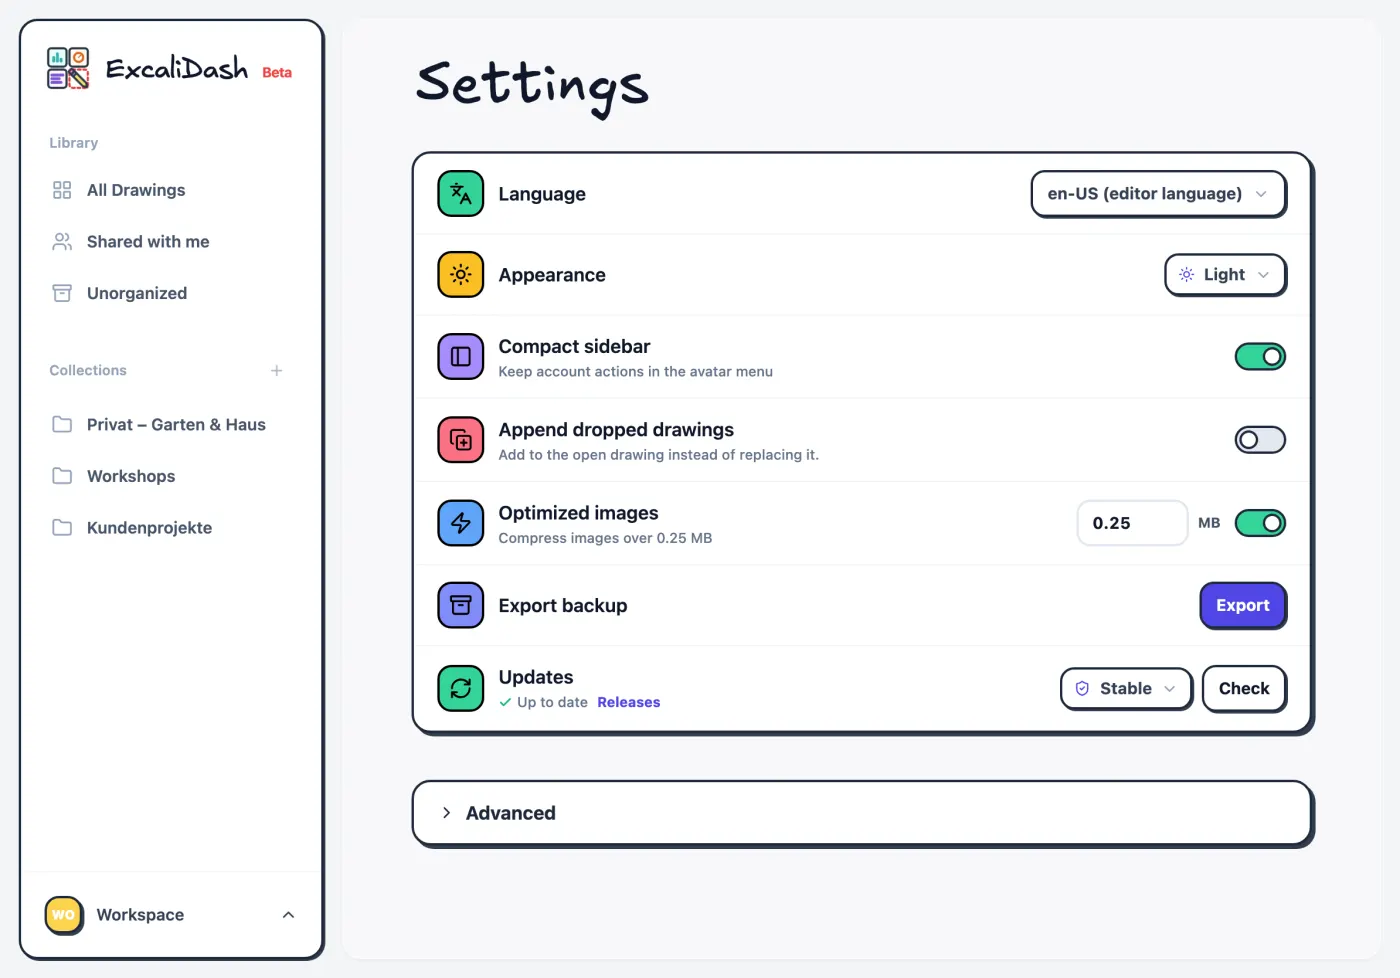 ExcaliDash Beta
Library
All Drawings
Shared with me
Unorganized
Collections
Privat – Garten & Haus
Workshops
Kundenprojekte
WO Workspace
Settings
Language
en-US (editor language)
Appearance
Light
Compact sidebar
Keep account actions in the avatar menu
Append dropped drawings
Add to the open drawing instead of replacing it.
Optimized images
Compress images over 0.25 MB
0.25 MB
Export backup
Export
Updates
Up to date Releases
Stable
Check
Advanced